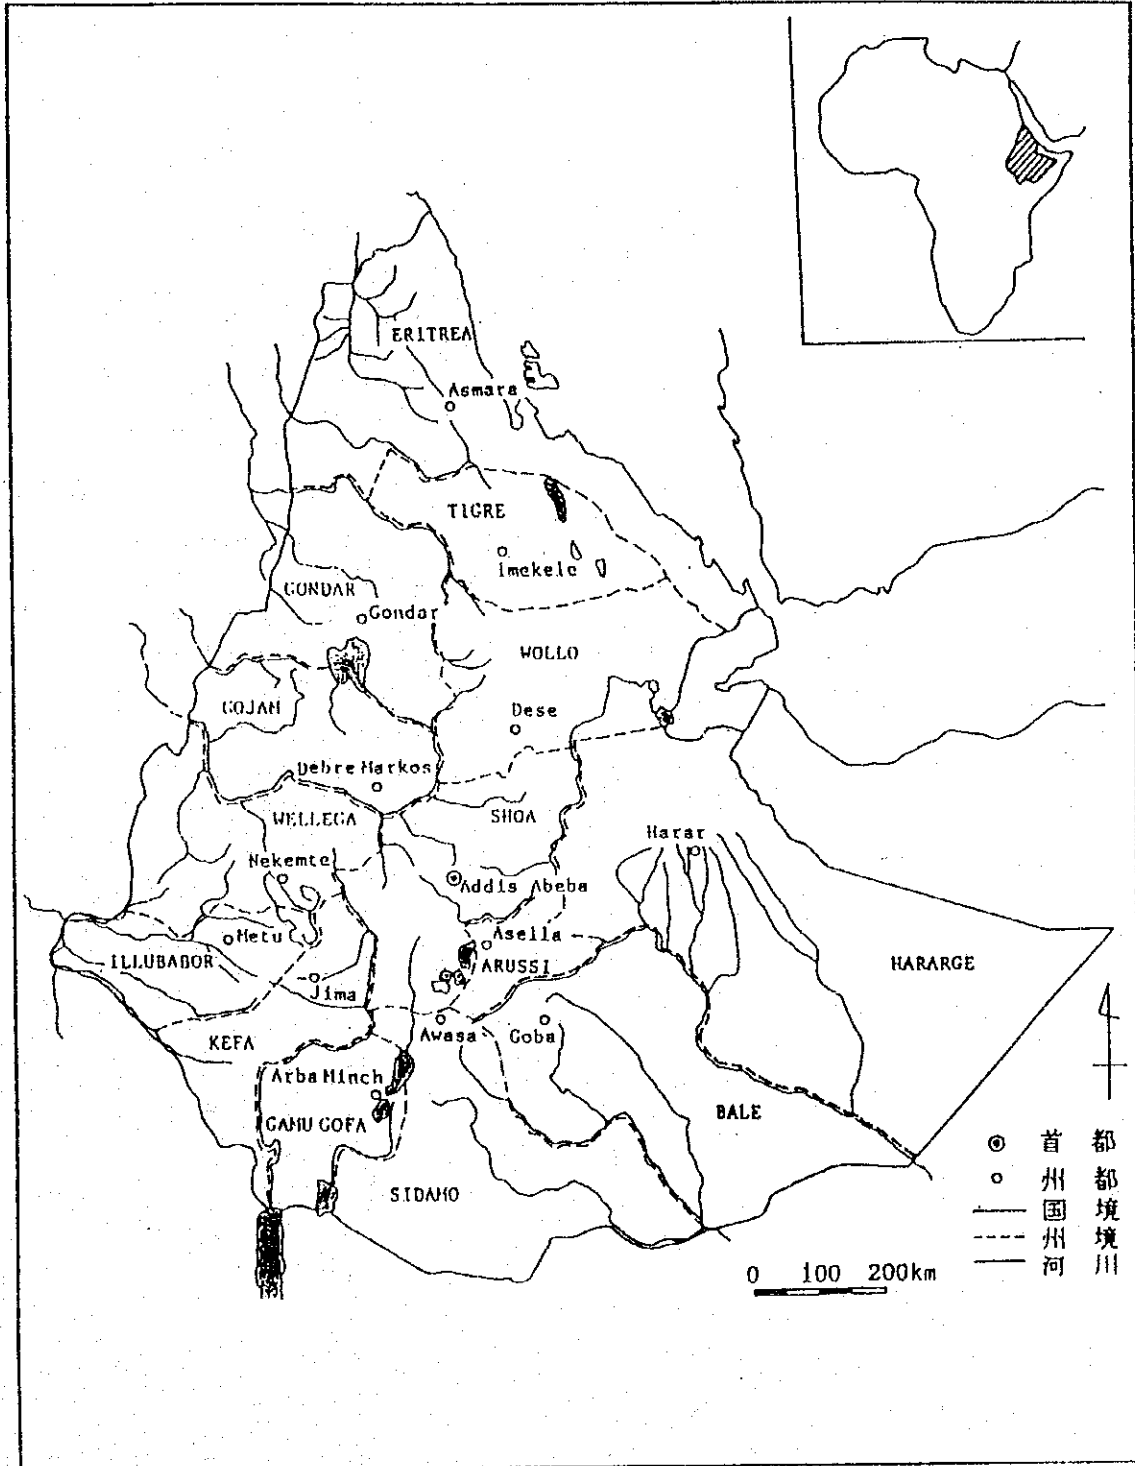 ERITREA
Asmara
TIGRE
Imekele
GONDAR
Gondar
WOLLO
GOJAM
Dese
Debre Markos
WELLEGA
SHOA
Harar
Nekemte
Addis Abeba
Metu
Asella
ILLUBABOR
ARUSSI
HARARGE
Jima
KEFA
Awasa
Goba
Arba Minch
GAMU GOFA
BALE
SIDAMO
首都
州都
国境
州境
河川
0 100 200km